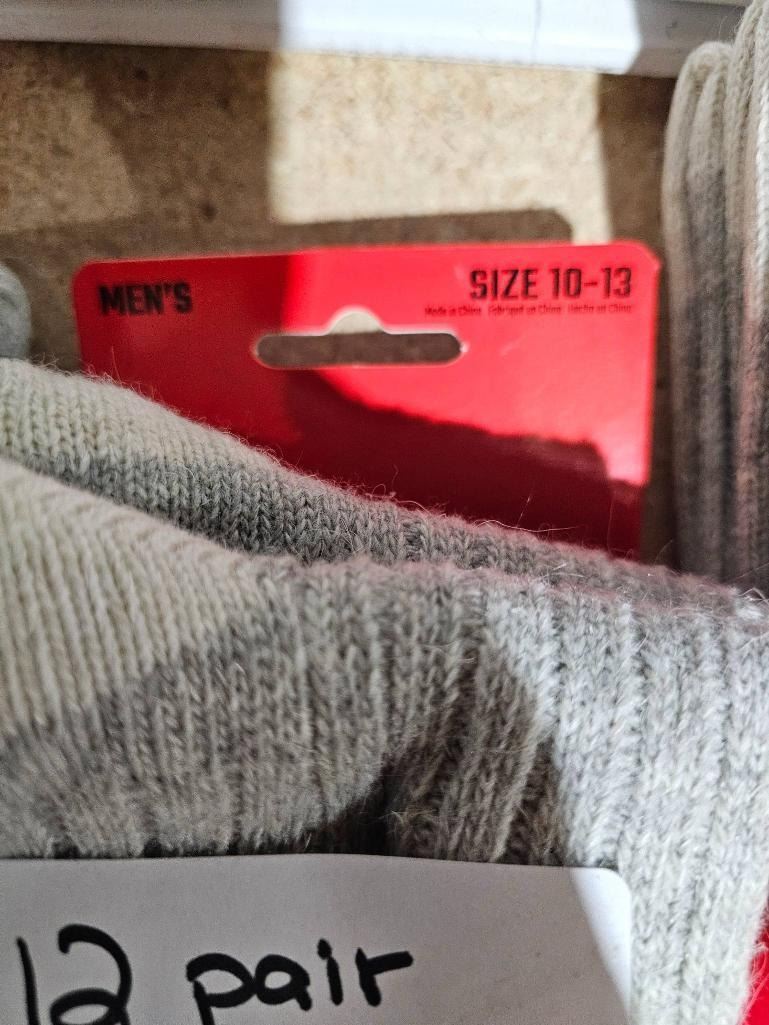 MEN'S
SIZE 10-13
Made in China Fabriqué en Chine Hecho en China
12 pair